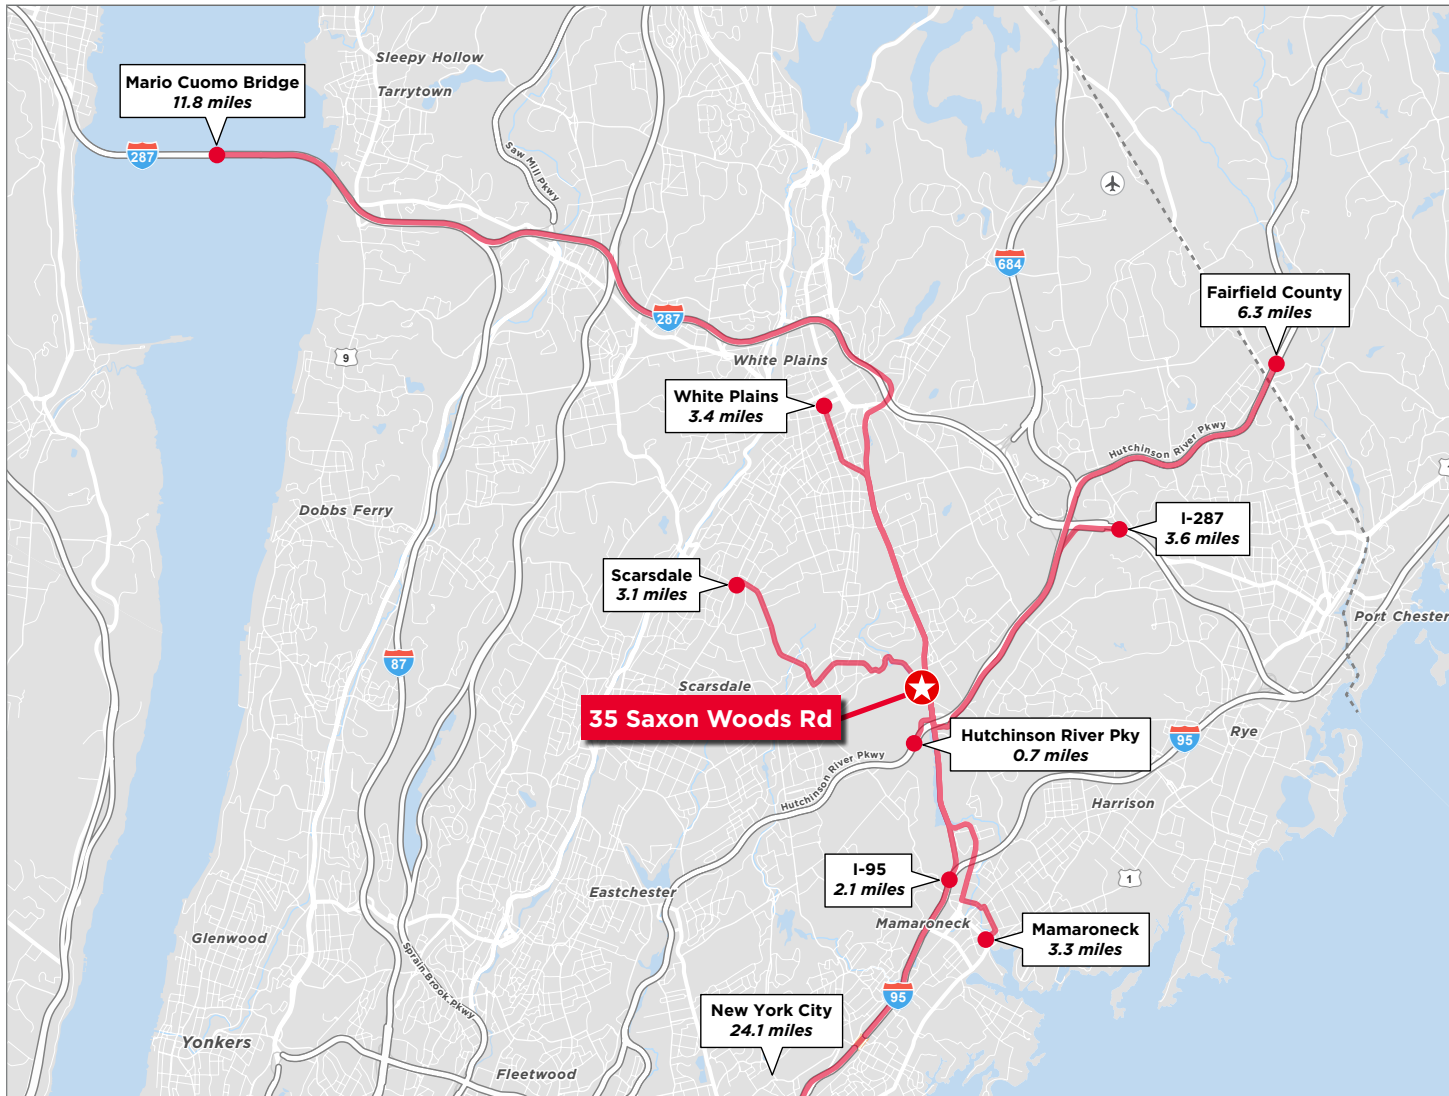 Sleepy Hollow
Tarrytown
Mario Cuomo Bridge
11.8 miles
287
Saw Mill Pkwy
684
Fairfield County
6.3 miles
287
9
White Plains
White Plains
3.4 miles
Hutchinson River Pkwy
Dobbs Ferry
I-287
3.6 miles
Scarsdale
3.1 miles
Port Chester
87
Scarsdale
35 Saxon Woods Rd
Hutchinson River Pky
0.7 miles
95
Rye
Hutchinson River Pkwy
Harrison
I-95
2.1 miles
1
Eastchester
Mamaroneck
Mamaroneck
3.3 miles
Glenwood
Sprain Brook Pkwy
95
New York City
24.1 miles
Yonkers
Fleetwood